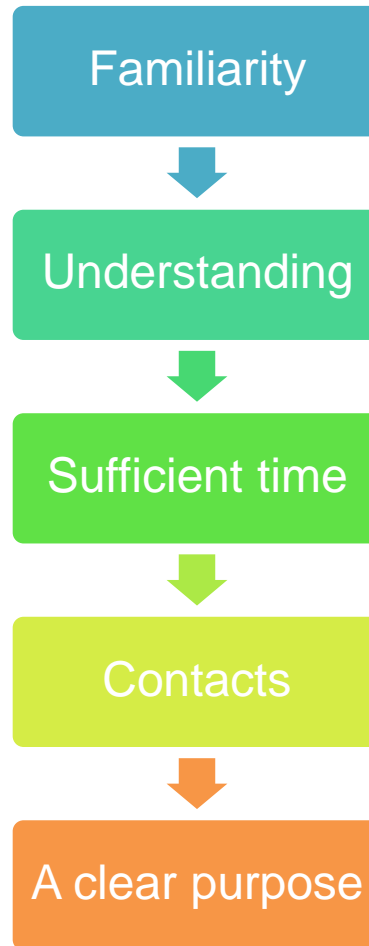 Familiarity
Understanding
Sufficient time
Contacts
A clear purpose